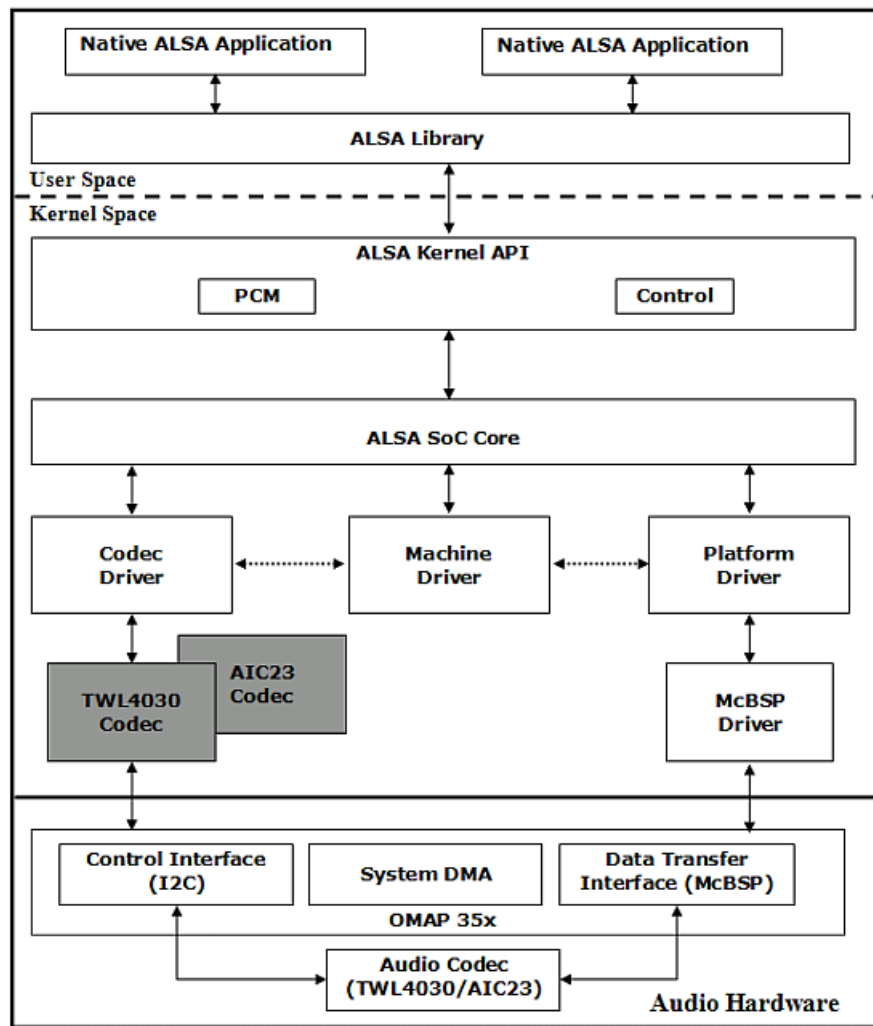 Native ALSA Application
Native ALSA Application
ALSA Library
User Space
Kernel Space
ALSA Kernel API
PCM
Control
ALSA SoC Core
Codec
Driver
Machine
Driver
Platform
Driver
AIC23
Codec
TWL4030
Codec
McBSP
Driver
Control Interface
(I2C)
System DMA
Data Transfer
Interface (McBSP)
OMAP 35x
Audio Codec
(TWL4030/AIC23)
Audio Hardware